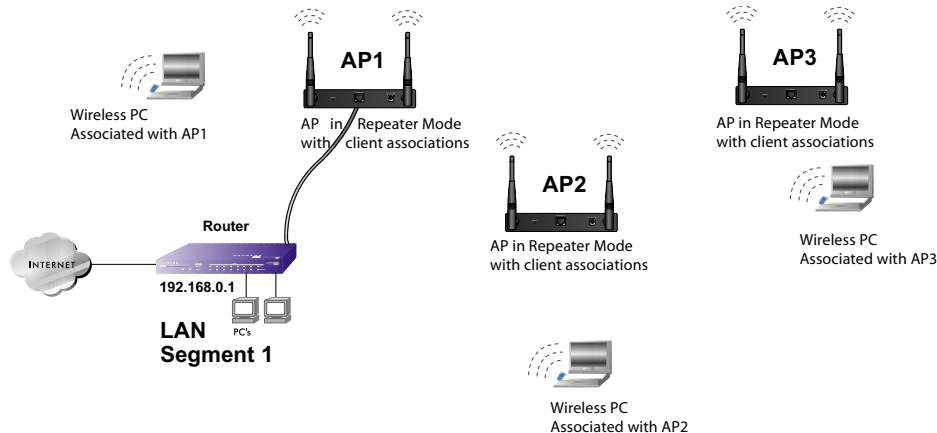 AP1
AP3
Wireless PC
Associated with AP1
AP in Repeater Mode
with client associations
AP in Repeater Mode
with client associations
AP2
Router
AP in Repeater Mode
with client associations
Wireless PC
Associated with AP3
INTERNET
192.168.0.1
PC's
LAN
Segment 1
Wireless PC
Associated with AP2